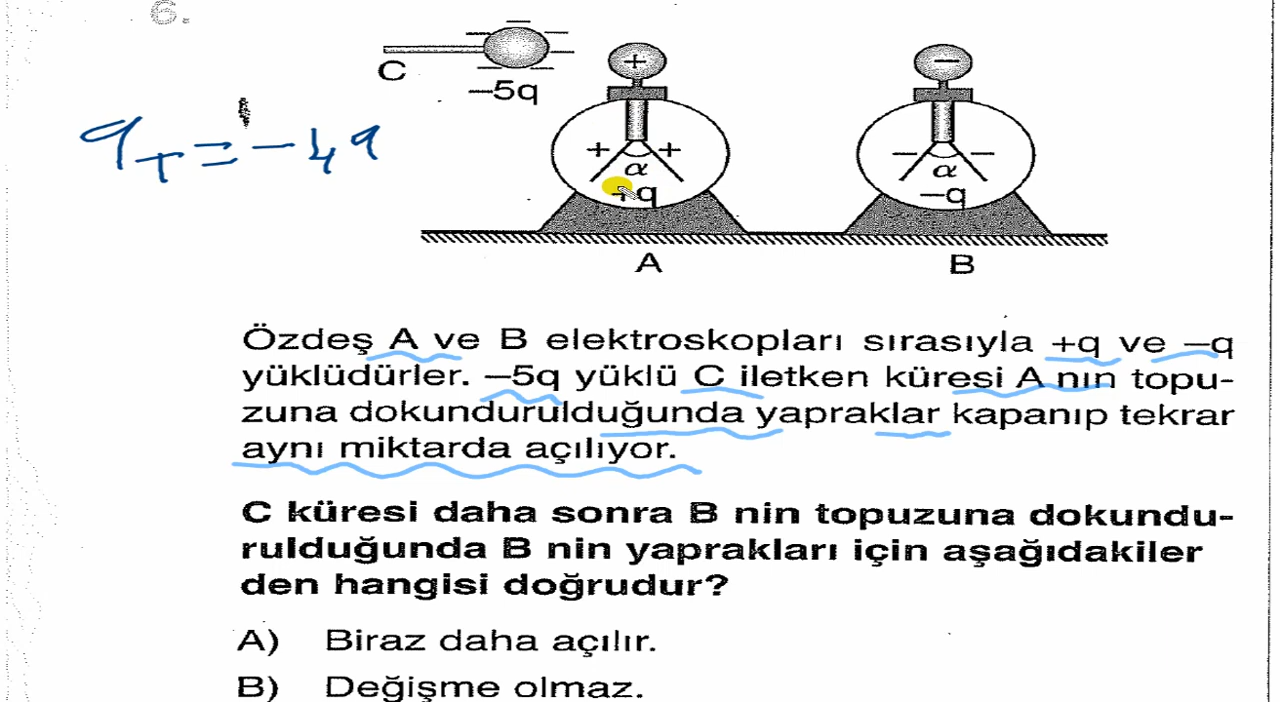 6.
C
−5q
qT = −4q
+
−
+ +
α
+q
− −
α
−q
A
B
Özdeş A ve B elektroskopları sırasıyla +q ve −q
yüklüdürler. −5q yüklü C iletken küresi A nın topu-
zuna dokundurulduğunda yapraklar kapanıp tekrar
aynı miktarda açılıyor.
C küresi daha sonra B nin topuzuna dokundu-
rulduğunda B nin yaprakları için aşağıdakiler
den hangisi doğrudur?
A) Biraz daha açılır.
B) Değişme olmaz.